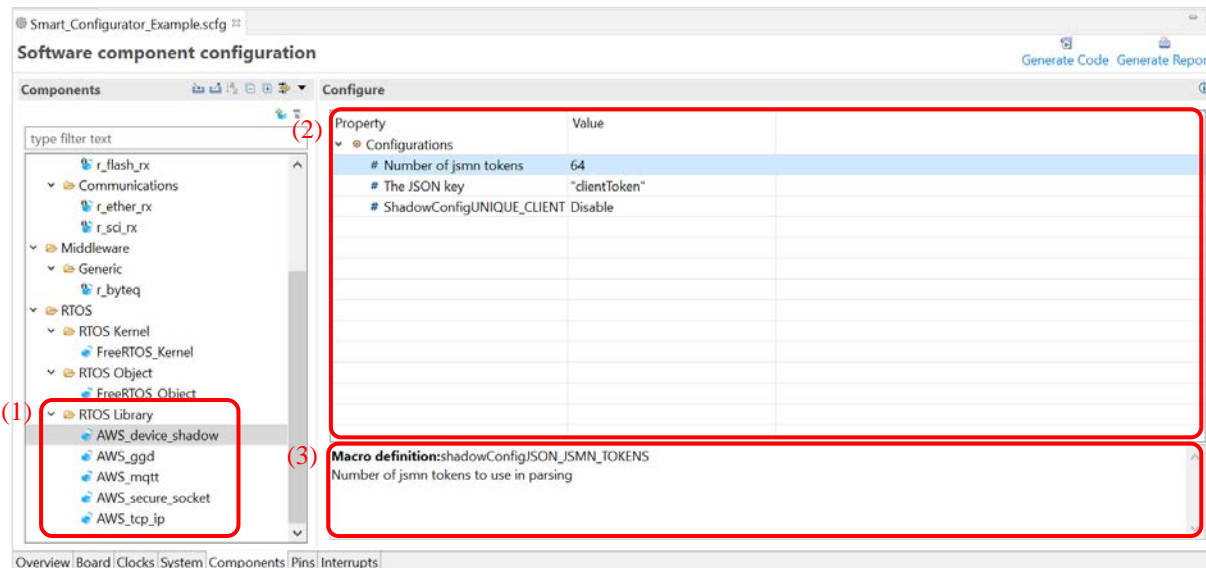 Smart_Configurator_Example.scfg
Software component configuration
Generate Code Generate Repor
Components
Configure
type filter text
r_flash_rx
Communications
r_ether_rx
r_sci_rx
Middleware
Generic
r_byteq
RTOS
RTOS Kernel
FreeRTOS_Kernel
RTOS Object
FreeRTOS_Object
(1)
RTOS Library
AWS_device_shadow
AWS_ggd
AWS_mqtt
AWS_secure_socket
AWS_tcp_ip
(2)
Property Value
Configurations
# Number of jsmn tokens 64
# The JSON key "clientToken"
# ShadowConfigUNIQUE_CLIENT Disable
(3)
Macro definition:shadowConfigJSON_JSMN_TOKENS
Number of jsmn tokens to use in parsing
Overview Board Clocks System Components Pins Interrupts